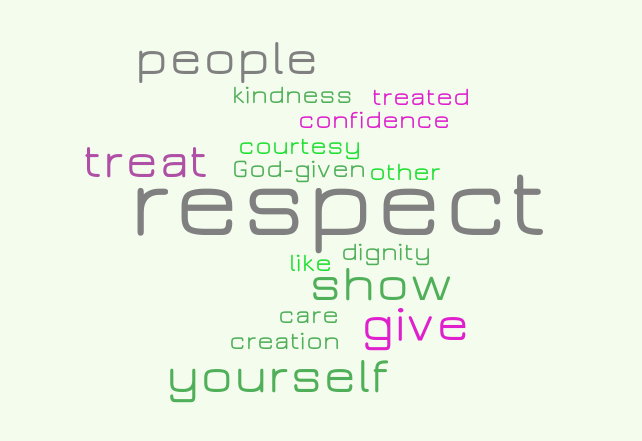 people
kindness treated
confidence
courtesy
treat God-given other
respect
dignity
like
show
care give
creation
yourself